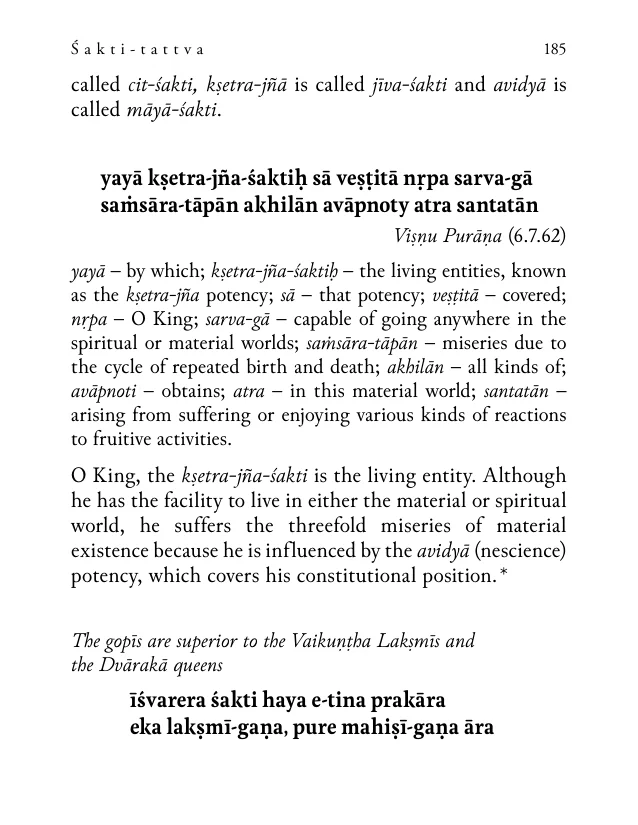 Śakti-tattva 185
called cit-śakti, kṣetra-jñā is called jīva-śakti and avidyā is
called māyā-śakti.
yayā kṣetra-jña-śaktiḥ sā veṣṭitā nṛpa sarva-gā
saṁsāra-tāpān akhilān avāpnoty atra santatān
Viṣṇu Purāṇa (6.7.62)
yayā – by which; kṣetra-jña-śaktiḥ – the living entities, known
as the kṣetra-jña potency; sā – that potency; veṣṭitā – covered;
nṛpa – O King; sarva-gā – capable of going anywhere in the
spiritual or material worlds; saṁsāra-tāpān – miseries due to
the cycle of repeated birth and death; akhilān – all kinds of;
avāpnoti – obtains; atra – in this material world; santatān –
arising from suffering or enjoying various kinds of reactions
to fruitive activities.
O King, the kṣetra-jña-śakti is the living entity. Although
he has the facility to live in either the material or spiritual
world, he suffers the threefold miseries of material
existence because he is influenced by the avidyā (nescience)
potency, which covers his constitutional position.*
The gopīs are superior to the Vaikuṇṭha Lakṣmīs and
the Dvārakā queens
īśvarera śakti haya e-tina prakāra
eka lakṣmī-gaṇa, pure mahiṣī-gaṇa āra